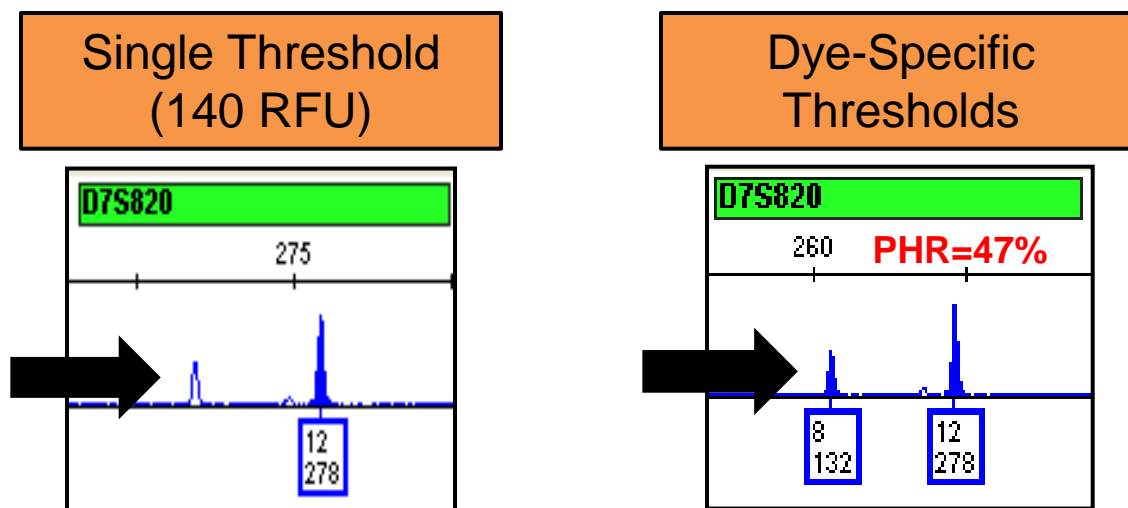 Single Threshold
(140 RFU)
D7S820
275
12
278
Dye-Specific
Thresholds
D7S820
260 PHR=47%
8
132
12
278